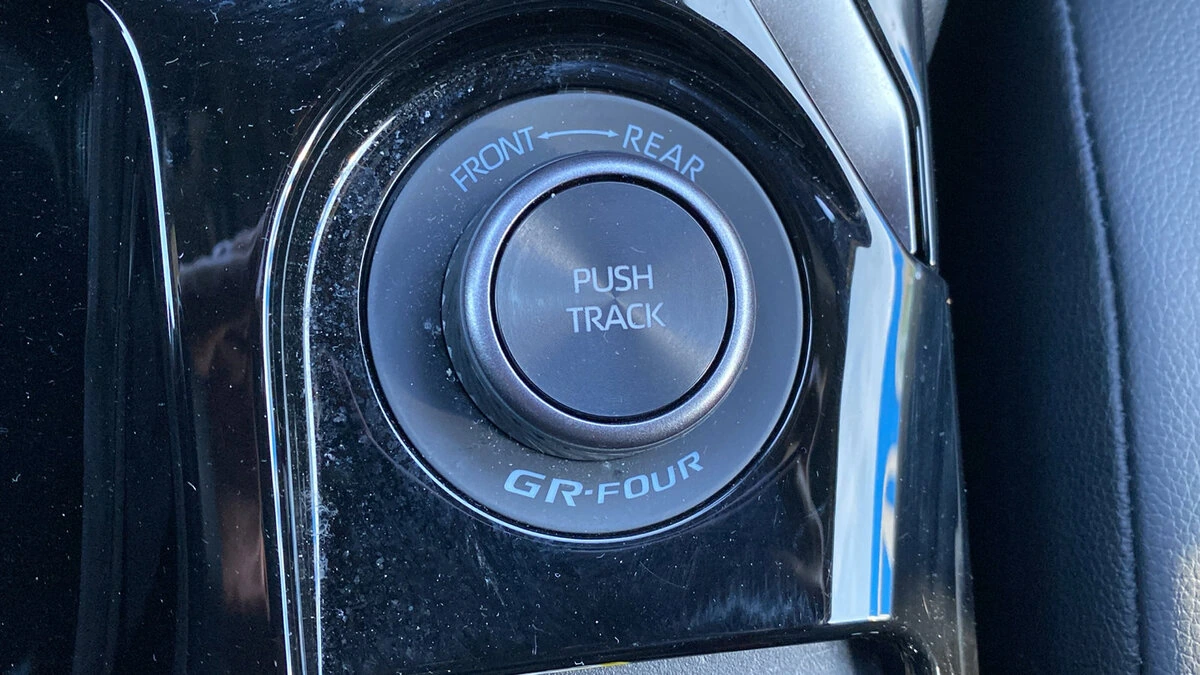 FRONT ↔ REAR
PUSH
TRACK
GR-FOUR